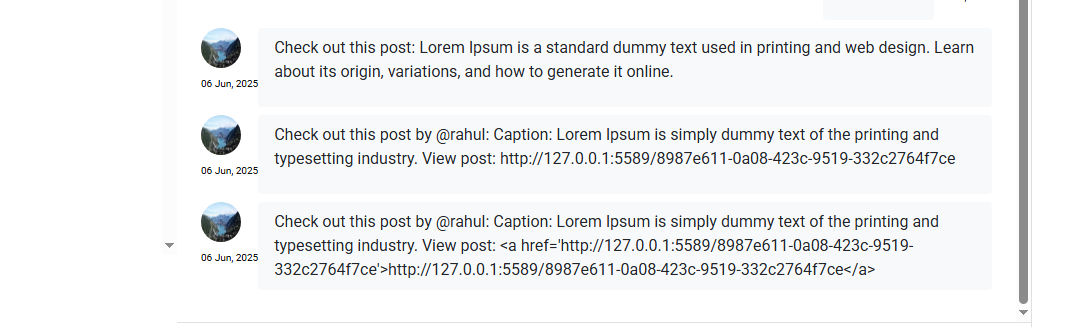 Check out this post: Lorem Ipsum is a standard dummy text used in printing and web design. Learn
about its origin, variations, and how to generate it online.
06 Jun, 2025
Check out this post by @rahul: Caption: Lorem Ipsum is simply dummy text of the printing and
typesetting industry. View post: http://127.0.0.1:5589/8987e611-0a08-423c-9519-332c2764f7ce
06 Jun, 2025
Check out this post by @rahul: Caption: Lorem Ipsum is simply dummy text of the printing and
typesetting industry. View post: <a href='http://127.0.0.1:5589/8987e611-0a08-423c-9519-
332c2764f7ce'>http://127.0.0.1:5589/8987e611-0a08-423c-9519-332c2764f7ce</a>
06 Jun, 2025